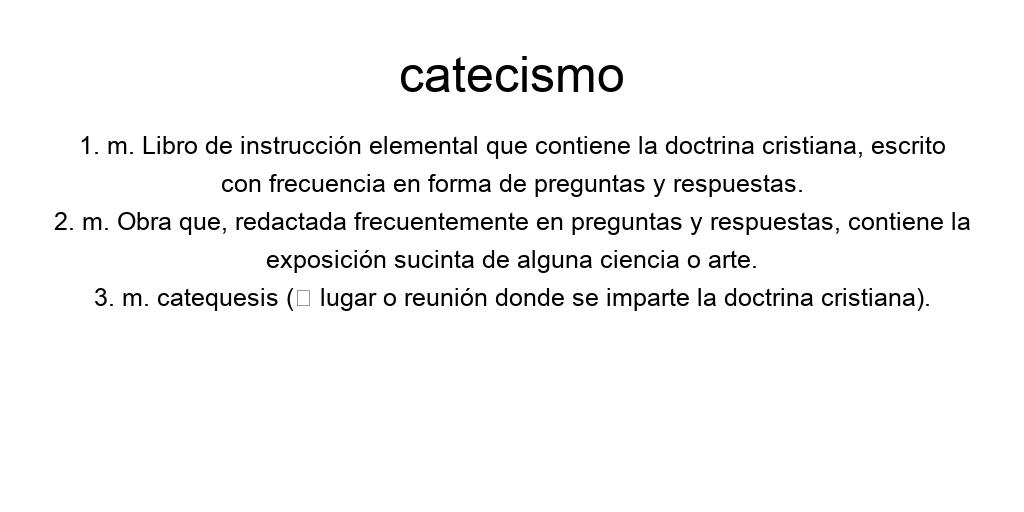 catecismo
1. m. Libro de instrucción elemental que contiene la doctrina cristiana, escrito
con frecuencia en forma de preguntas y respuestas.
2. m. Obra que, redactada frecuentemente en preguntas y respuestas, contiene la
exposición sucinta de alguna ciencia o arte.
3. m. catequesis (□ lugar o reunión donde se imparte la doctrina cristiana).